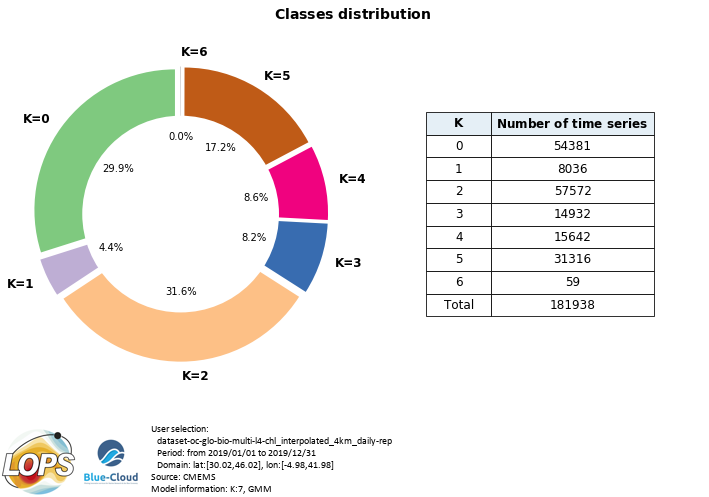 Classes distribution
K=6
K=5
K=0
0.0%
17.2%
29.9%
K=4
8.6%
8.2%
4.4%
K=3
K=1
31.6%
K=2
K Number of time series
0 54381
1 8036
2 57572
3 14932
4 15642
5 31316
6 59
Total 181938
LOPS
Blue-Cloud
User selection:
dataset-oc-glo-bio-multi-l4-chl_interpolated_4km_daily-rep
Period: from 2019/01/01 to 2019/12/31
Domain: lat:[30.02,46.02], lon:[-4.98,41.98]
Source: CMEMS
Model information: K:7, GMM